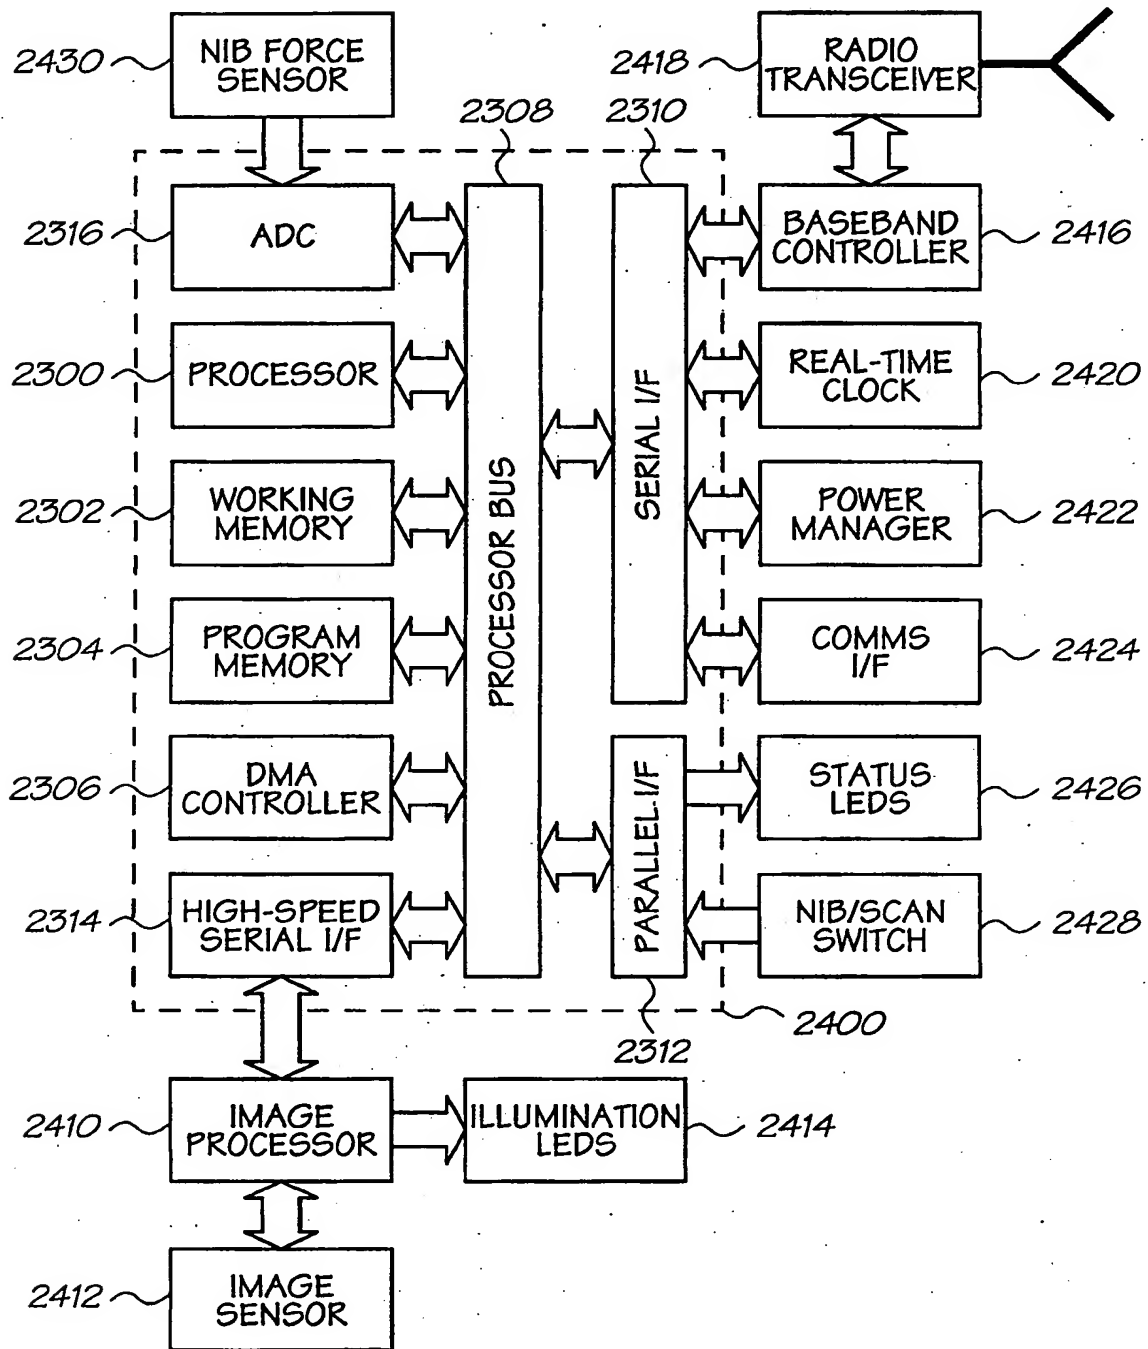 2430
NIB FORCE
SENSOR
2418
RADIO
TRANSCEIVER
2308
2310
2316
ADC
BASEBAND
CONTROLLER
2416
2300
PROCESSOR
REAL-TIME
CLOCK
2420
2302
WORKING
MEMORY
PROCESSOR BUS
SERIAL I/F
POWER
MANAGER
2422
2304
PROGRAM
MEMORY
COMMS
I/F
2424
2306
DMA
CONTROLLER
PARALLEL I/F
STATUS
LEDS
2426
2314
HIGH-SPEED
SERIAL I/F
NIB/SCAN
SWITCH
2428
2312
2400
2410
IMAGE
PROCESSOR
ILLUMINATION
LEDS
2414
2412
IMAGE
SENSOR